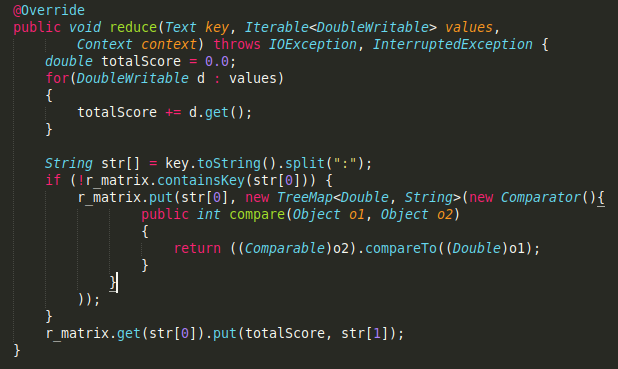 @Override
public void reduce(Text key, Iterable<DoubleWritable> values,
        Context context) throws IOException, InterruptedException {
    double totalScore = 0.0;
    for(DoubleWritable d : values)
    {
        totalScore += d.get();
    }

    String str[] = key.toString().split(":");
    if (!r_matrix.containsKey(str[0])) {
        r_matrix.put(str[0], new TreeMap<Double, String>(new Comparator(){
                public int compare(Object o1, Object o2)
                {
                    return ((Comparable)o2).compareTo((Double)o1);
                }
            }
        ));
    }
    r_matrix.get(str[0]).put(totalScore, str[1]);
}